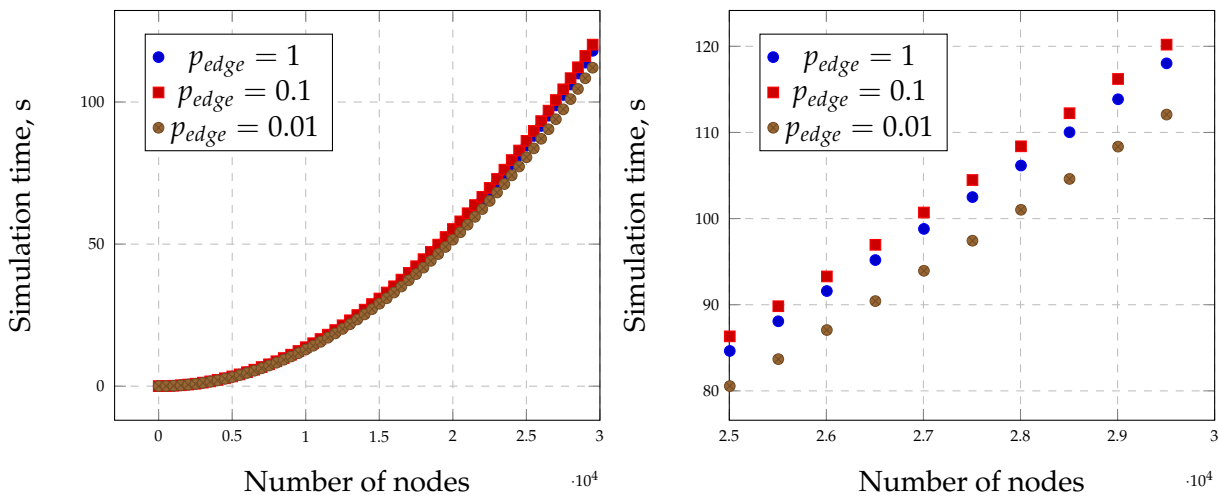 Simulation time, s
100
50
0
p_edge = 1
p_edge = 0.1
p_edge = 0.01
0 0.5 1 1.5 2 2.5 3
·10^4
Number of nodes
Simulation time, s
120
110
100
90
80
p_edge = 1
p_edge = 0.1
p_edge = 0.01
2.5 2.6 2.7 2.8 2.9 3
·10^4
Number of nodes